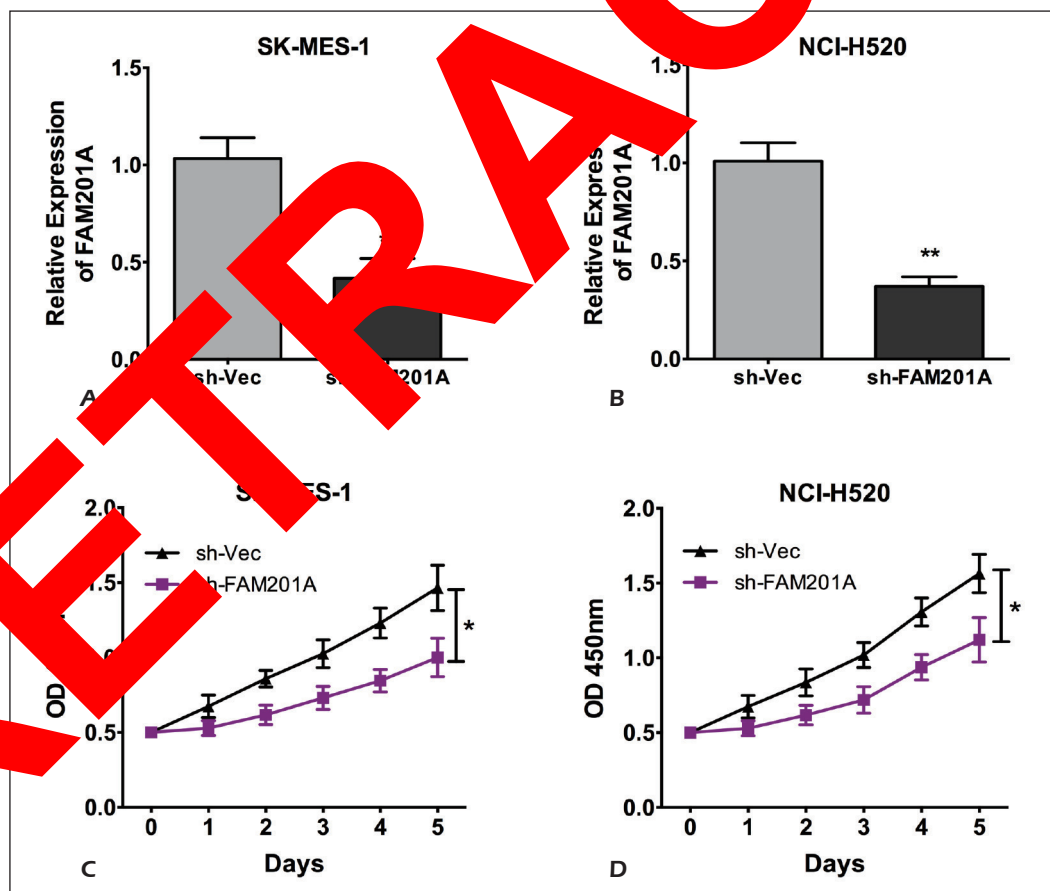 SK-MES-1
1.5
1.0
0.5
0.0
Relative Expression
of FAM201A
sh-Vec
A
NCI-H520
1.5
1.0
0.5
0.0
Relative
of FAM201A
**
sh-Vec
sh-FAM201A
B
2.0
0.5
0.0
OD
sh-Vec
sh-FAM201A
*
0 1 2 3 4 5
Days
C
NCI-H520
2.0
1.5
1.0
0.5
0.0
OD 450nm
sh-Vec
sh-FAM201A
*
0 1 2 3 4 5
Days
D
ETRA